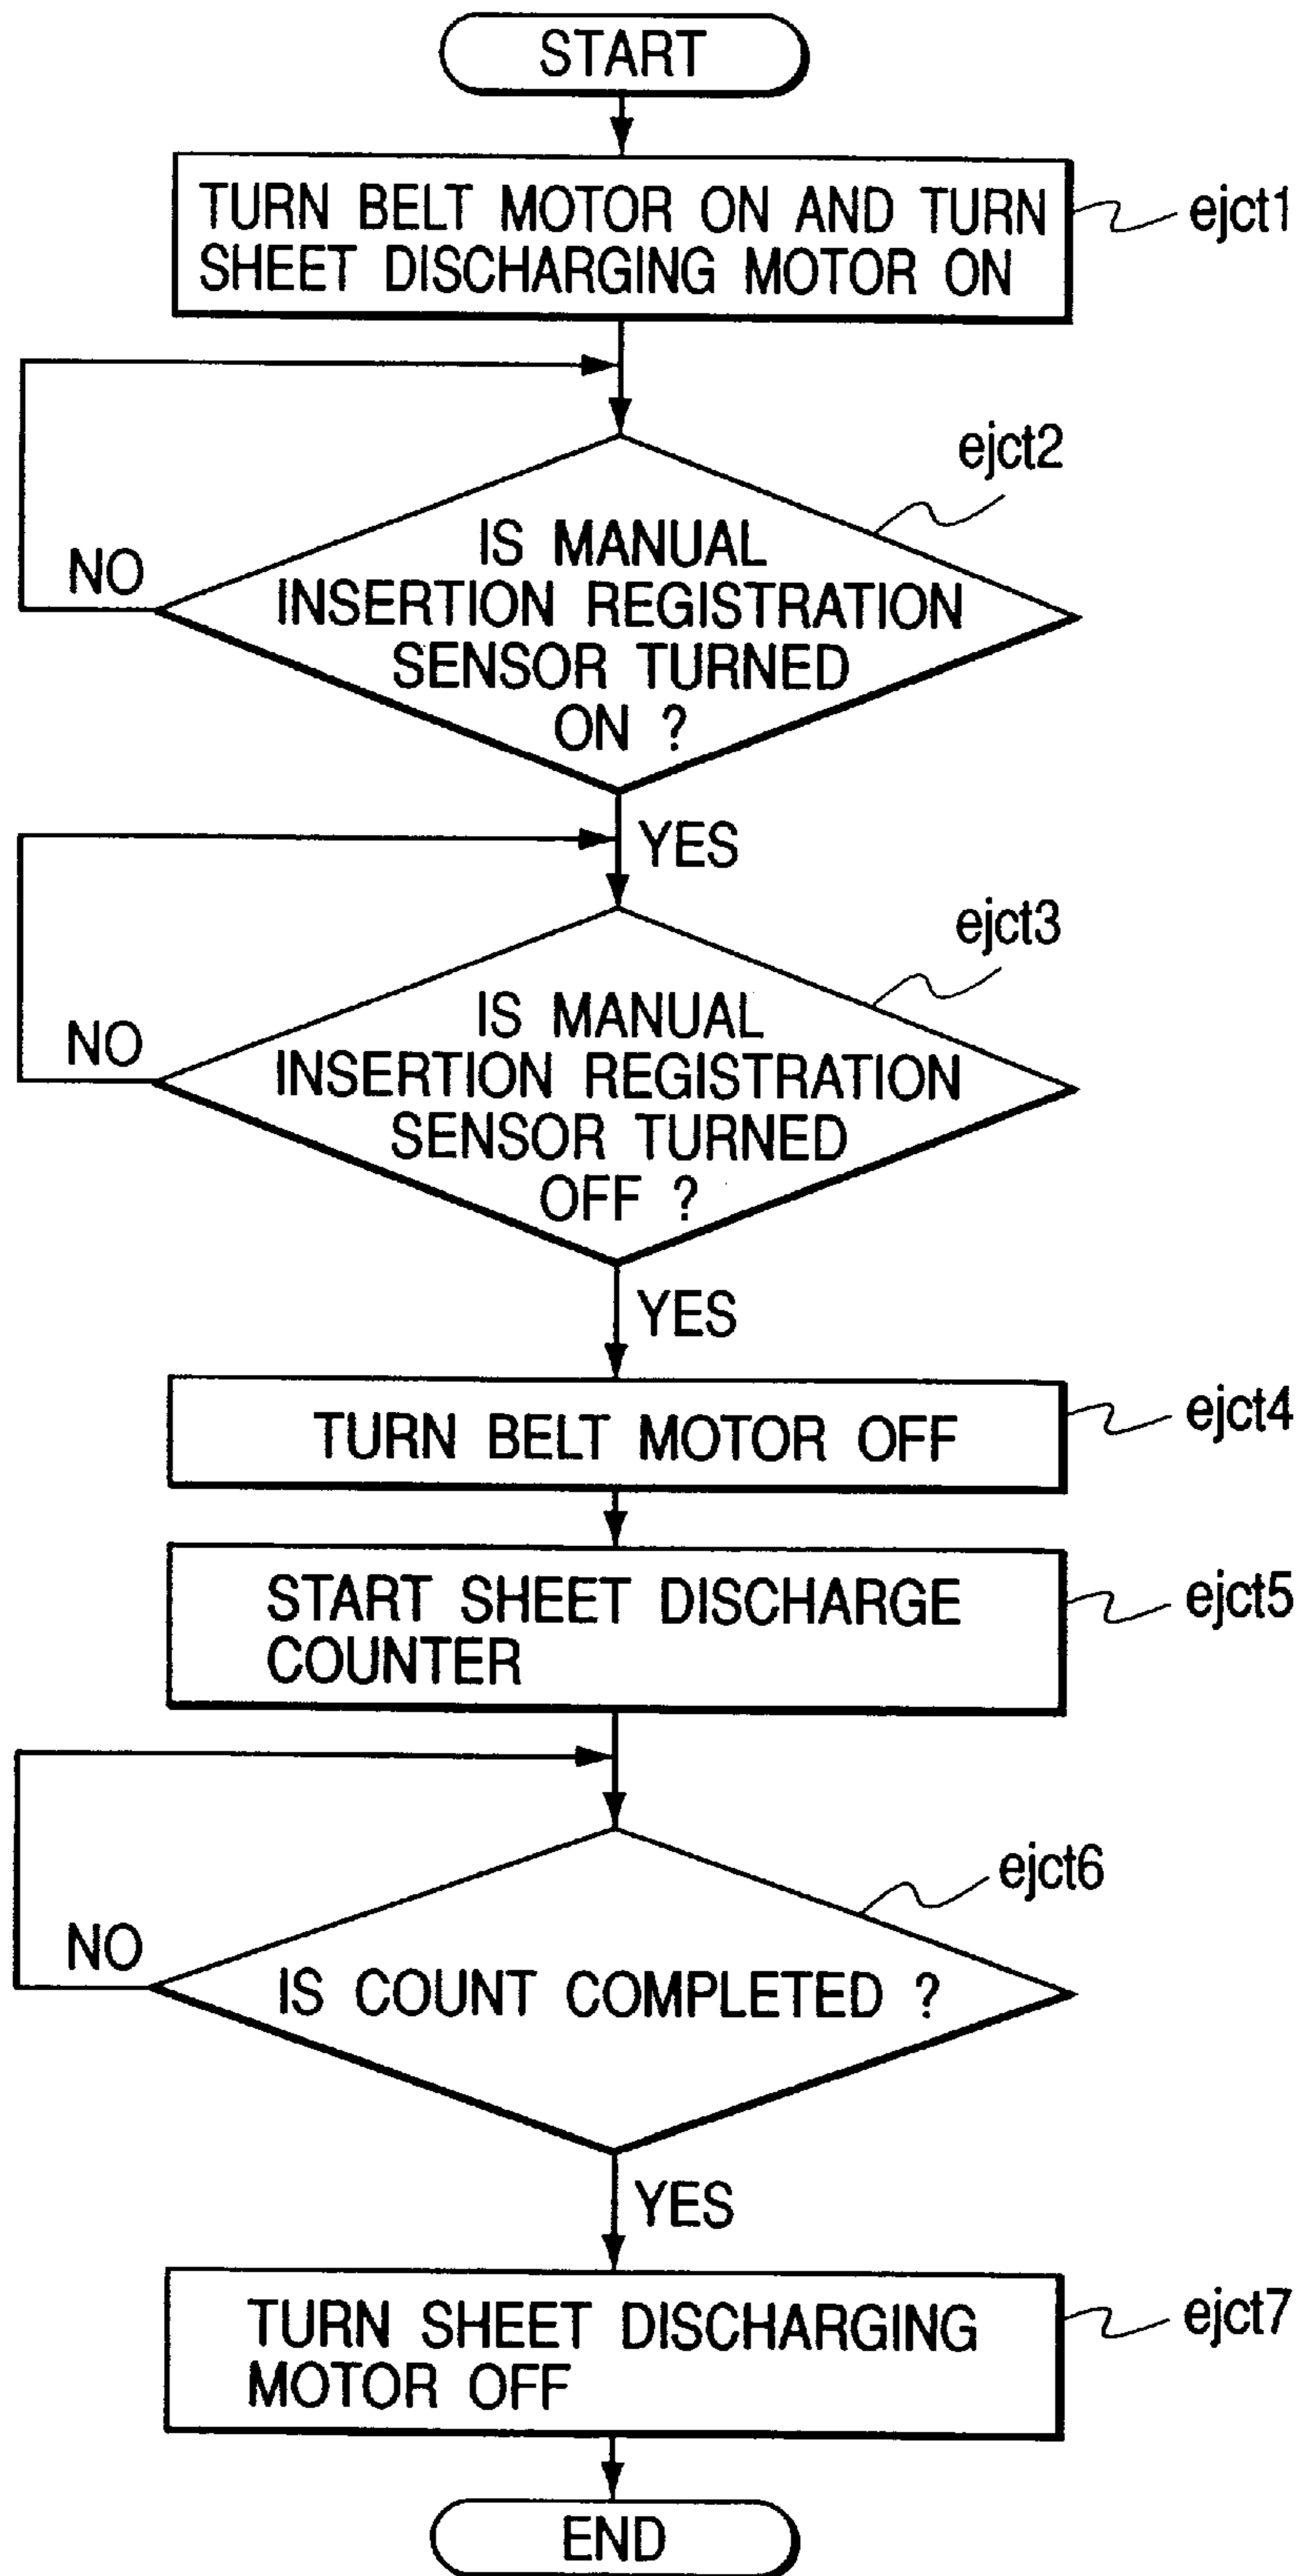 START
TURN BELT MOTOR ON AND TURN
SHEET DISCHARGING MOTOR ON
ejct1
ejct2
IS MANUAL
INSERTION REGISTRATION
SENSOR TURNED
ON ?
NO
YES
ejct3
IS MANUAL
INSERTION REGISTRATION
SENSOR TURNED
OFF ?
NO
YES
TURN BELT MOTOR OFF
ejct4
START SHEET DISCHARGE
COUNTER
ejct5
ejct6
IS COUNT COMPLETED ?
NO
YES
TURN SHEET DISCHARGING
MOTOR OFF
ejct7
END